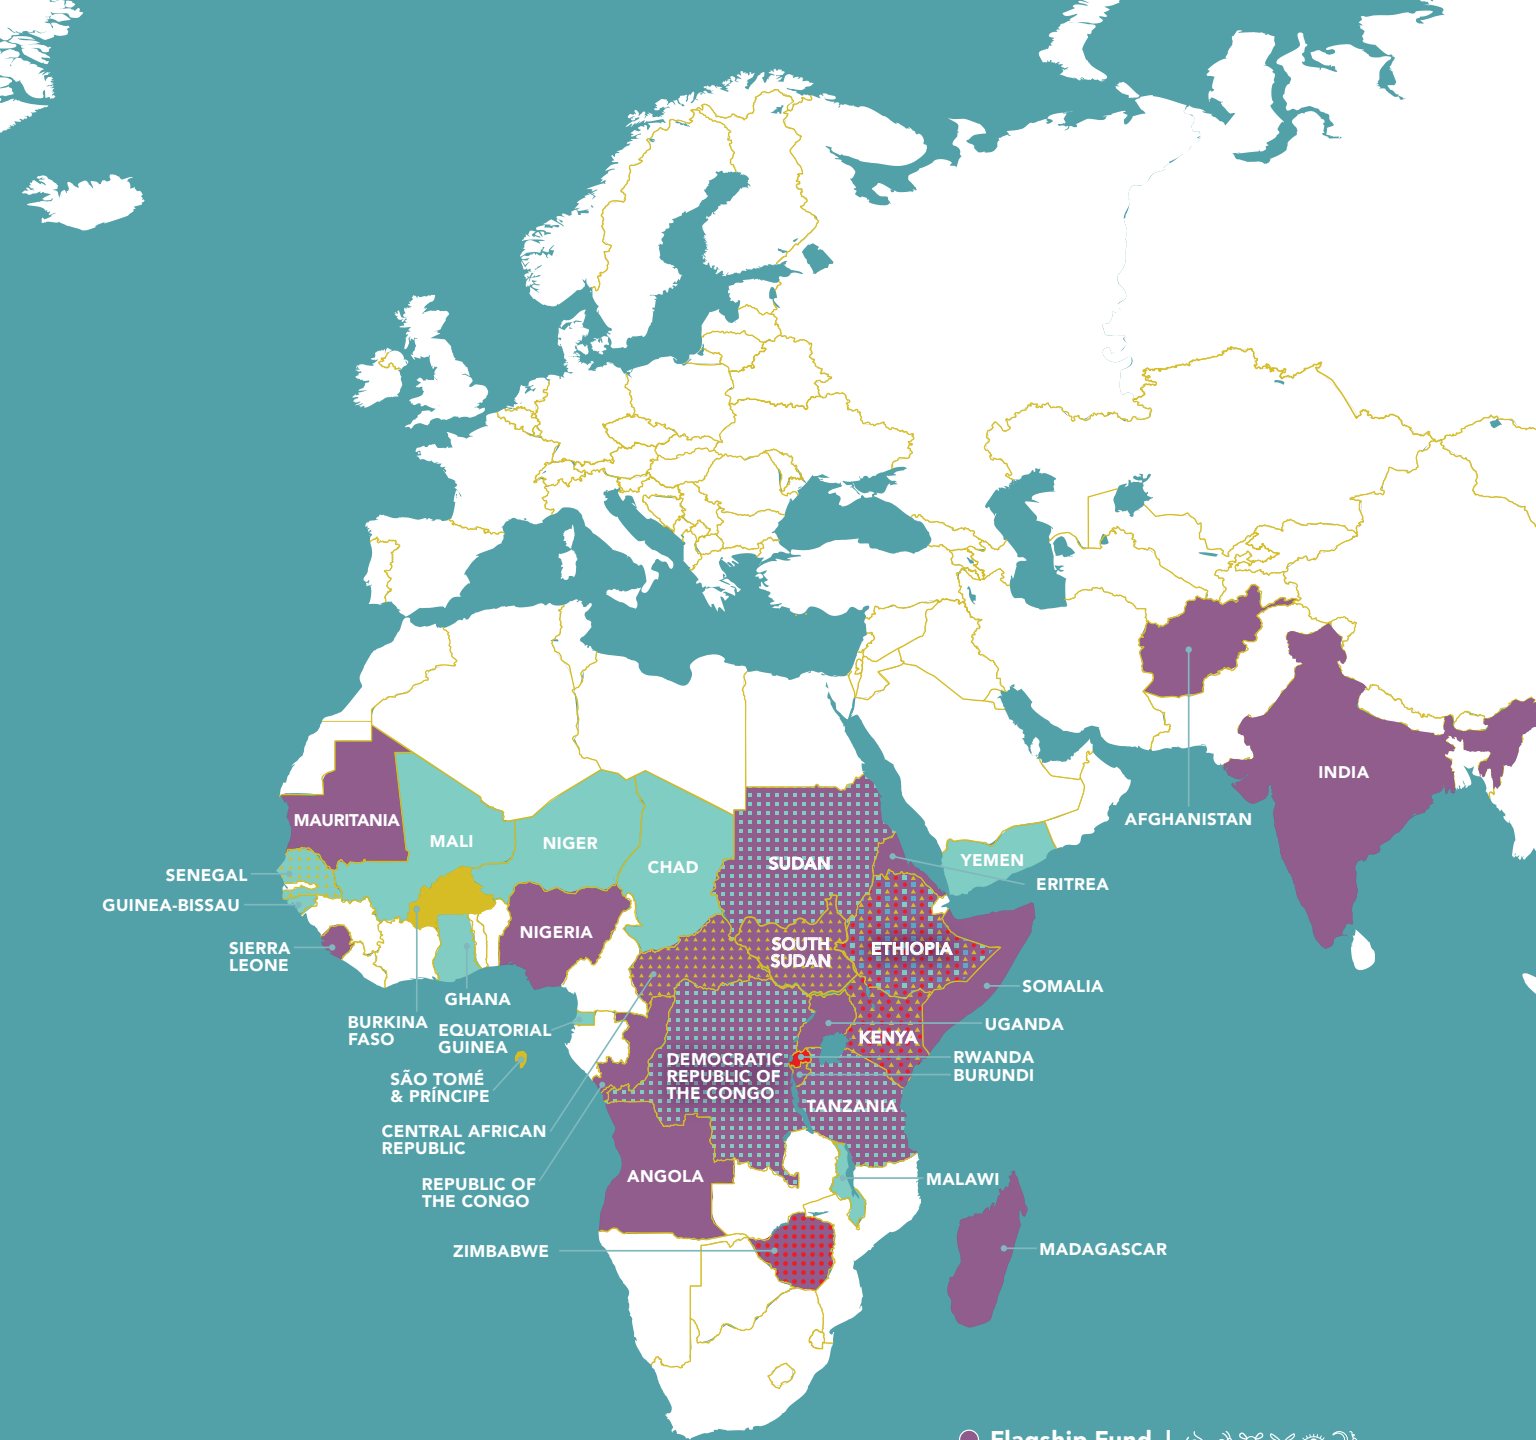 INDIA
AFGHANISTAN
MAURITANIA
MALI
NIGER
CHAD
SUDAN
YEMEN
SENEGAL
ERITREA
GUINEA-BISSAU
NIGERIA
SOUTH
SUDAN
ETHIOPIA
SIERRA
LEONE
SOMALIA
GHANA
BURKINA
FASO
EQUATORIAL
GUINEA
UGANDA
KENYA
RWANDA
BURUNDI
DEMOCRATIC
REPUBLIC OF
THE CONGO
SÃO TOMÉ
& PRÍNCIPE
TANZANIA
CENTRAL AFRICAN
REPUBLIC
ANGOLA
MALAWI
REPUBLIC OF
THE CONGO
ZIMBABWE
MADAGASCAR
Flagship Fund |